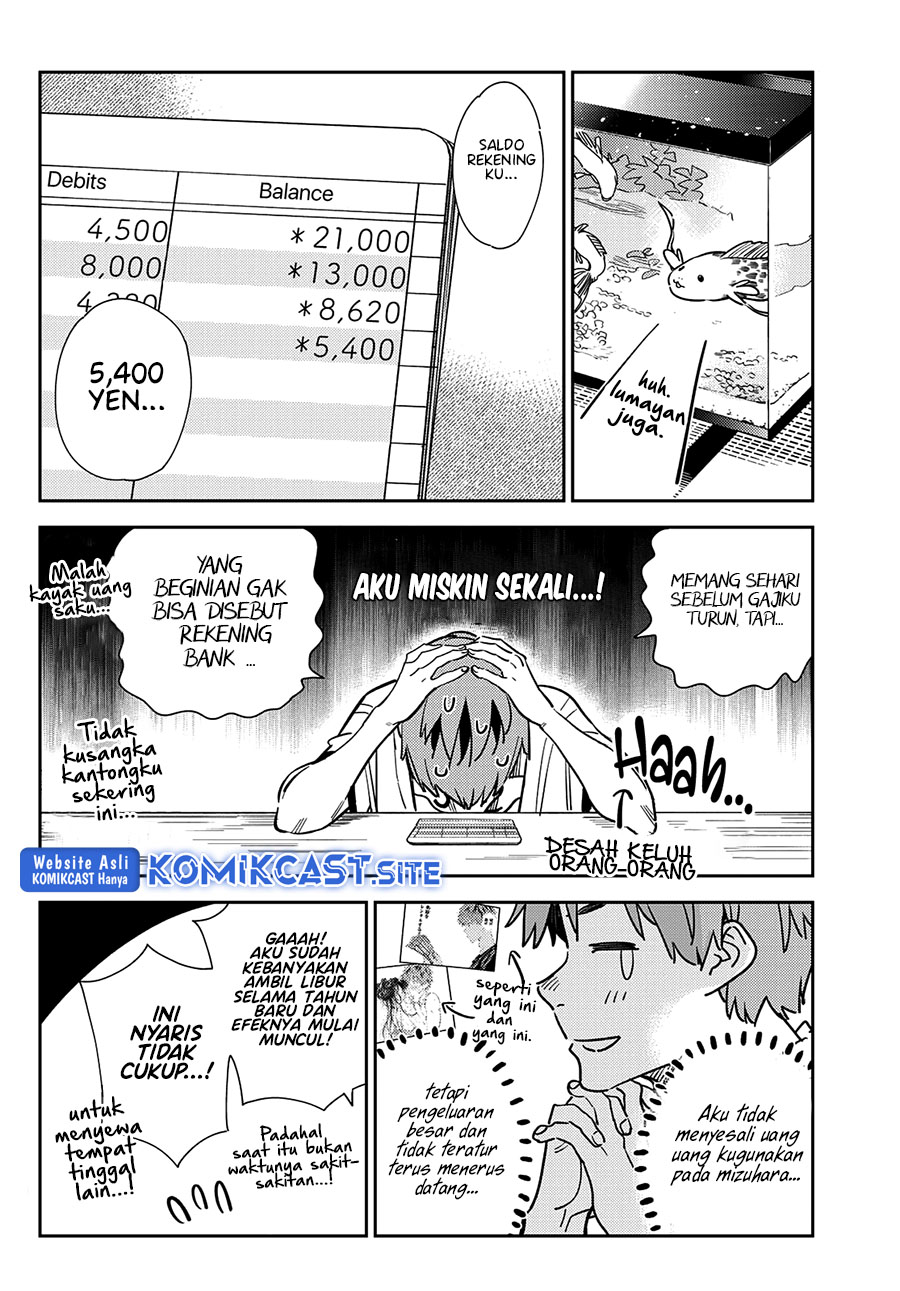 huh.
lumayan
juga.
SALDO
REKENING
KU...
Debits Balance
4,500 *21,000
8,000 *13,000
*8,620
*5,400
5,400
YEN...
MEMANG SEHARI
SEBELUM GAJIKU
TURUN, TAPI...
AKU MISKIN SEKALI...!
YANG
BEGINIAN GAK
BISA DISEBUT
REKENING
BANK ...
Malah
kayak uang
saku...
Haah...
DESAH KELUH
ORANG-ORANG
Tidak
kusangka
kantongku
sekering
ini...
Website Asli
KOMIKCAST Hanya
KOMIKCAST.SITE
seperti
yang ini
dan
yang ini.
Aku tidak
menyesali uang
uang kugunakan
pada mizuhara...
tetapi
pengeluaran
besar dan
tidak teratur
terus menerus
datang...
GAAAH!
AKU SUDAH
KEBANYAKAN
AMBIL LIBUR
SELAMA TAHUN
BARU DAN
EFEKNYA MULAI
MUNCUL!
Padahal
saat itu bukan
waktunya sakit-
sakitan...!
INI
NYARIS
TIDAK
CUKUP...!
untuk
menyewa
tempat
tinggal
lain...!